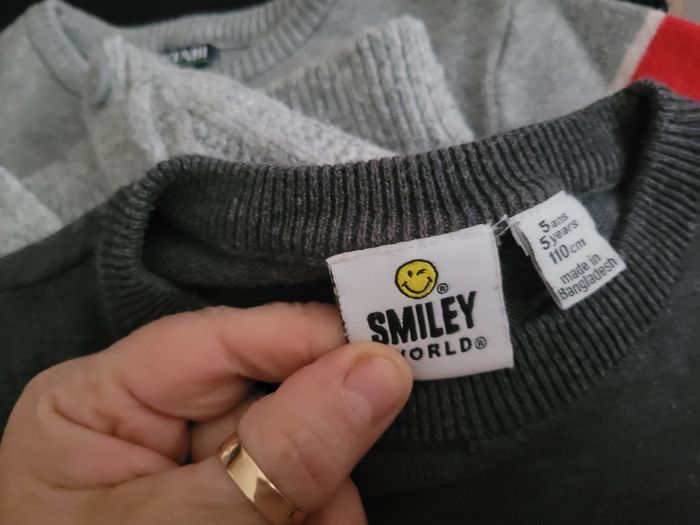 SMILEY
WORLD®
®
5 ans
5 years
110 cm
made in
Bangladesh